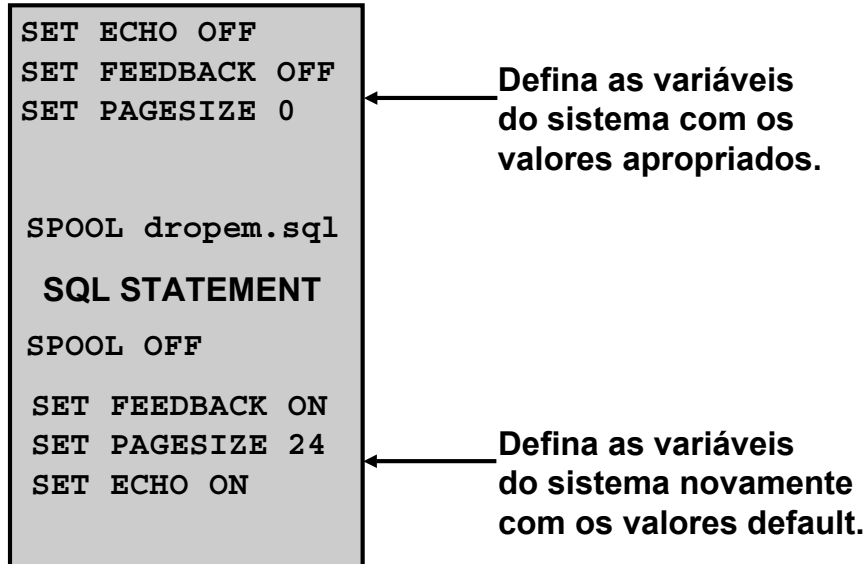 SET ECHO OFF
SET FEEDBACK OFF
SET PAGESIZE 0
Defina as variáveis
do sistema com os
valores apropriados.
SPOOL dropem.sql
SQL STATEMENT
SPOOL OFF
SET FEEDBACK ON
SET PAGESIZE 24
SET ECHO ON
Defina as variáveis
do sistema novamente
com os valores default.